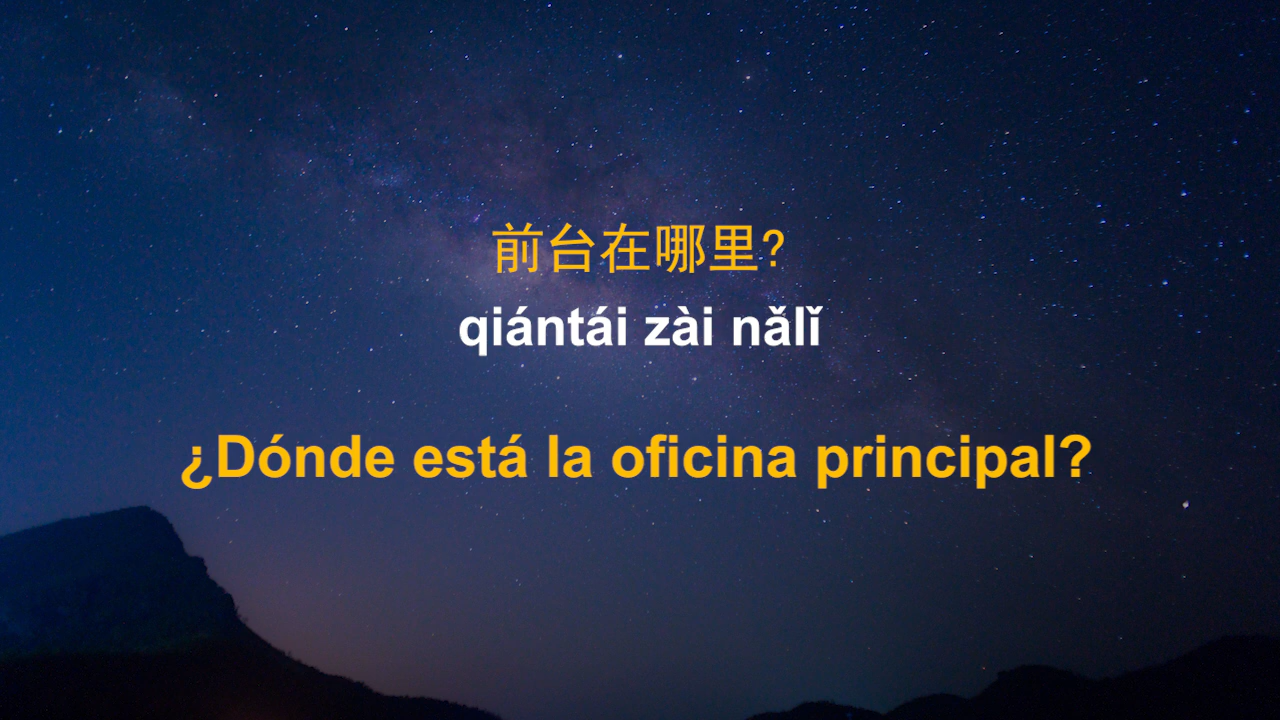 前台在哪里?
qiántái zài nǎlǐ
¿Dónde está la oficina principal?